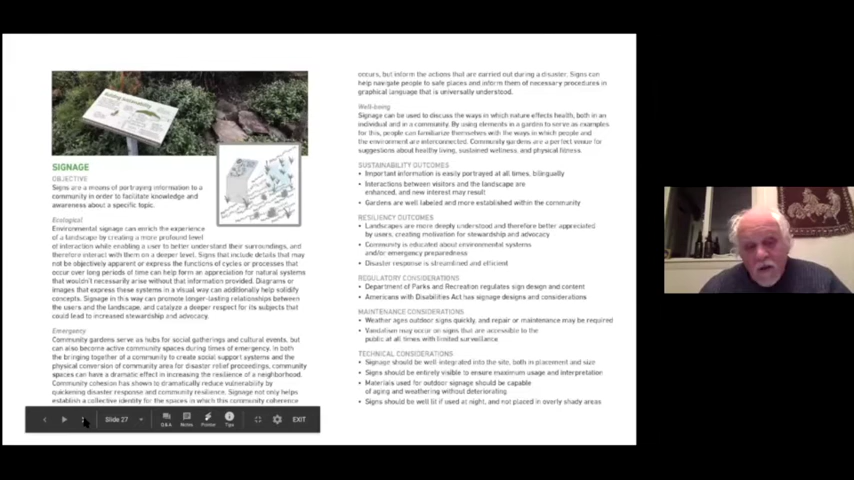 SIGNAGE
OBJECTIVE
Signs are a means of portraying information to a
community in order to facilitate knowledge and
awareness about a specific topic.
Ecological
Environmental signage can enrich the experience
of a landscape by creating a more profound level
of interaction while enabling a user to better understand their surroundings, and
therefore interact with them on a deeper level. Signs that include details that may
not be objectively apparent or express the functions of cycles or processes that
occur over long periods of time can help form an appreciation for natural systems
that wouldn't necessarily arise without that information provided. Diagrams or
images that express these systems in a visual way can additionally help solidify
concepts. Signage in this way can promote longer-lasting relationships between
the users and the landscape, and catalyze a deeper respect for its subjects that
could lead to increased stewardship and advocacy.
Emergency
Community gardens serve as hubs for social gatherings and cultural events, but
can also become active community spaces during times of emergency. In both
the bringing together of a community to create social support systems and the
physical conversion of community area for disaster relief proceedings, community
spaces can have a dramatic effect in increasing the resilience of a neighborhood.
Community cohesion has shown to dramatically reduce vulnerability by
quickening disaster response and community resilience. Signage not only helps
establish a collective identity for the spaces in which this community coherence
occurs, but inform the actions that are carried out during a disaster. Signs can
help navigate people to safe places and inform them of necessary procedures in
graphical language that is universally understood.
Well-being
Signage can be used to discuss the ways in which nature effects health, both in an
individual and in a community. By using elements in a garden to serve as examples
for this, people can familiarize themselves with the ways in which people and
the environment are interconnected. Community gardens are a perfect venue for
suggestions about healthy living, sustained wellness, and physical fitness.
SUSTAINABILITY OUTCOMES
• Important information is easily portrayed at all times, bilingually
• Interactions between visitors and the landscape are
enhanced, and new interest may result
• Gardens are well labeled and more established within the community
RESILIENCY OUTCOMES
• Landscapes are more deeply understood and therefore better appreciated
by users, creating motivation for stewardship and advocacy
• Community is educated about environmental systems
and/or emergency preparedness
• Disaster response is streamlined and efficient
REGULATORY CONSIDERATIONS
• Department of Parks and Recreation regulates sign design and content
• Americans with Disabilities Act has signage designs and considerations
MAINTENANCE CONSIDERATIONS
• Weather ages outdoor signs quickly, and repair or maintenance may be required
• Vandalism may occur on signs that are accessible to the
public at all times with limited surveillance
TECHNICAL CONSIDERATIONS
• Signage should be well integrated into the site, both in placement and size
• Signs should be entirely visible to ensure maximum usage and interpretation
• Materials used for outdoor signage should be capable
of aging and weathering without deteriorating
• Signs should be well lit if used at night, and not placed in overly shady areas
Slide 27
Q&A
Notes
Pointer
Tips
EXIT